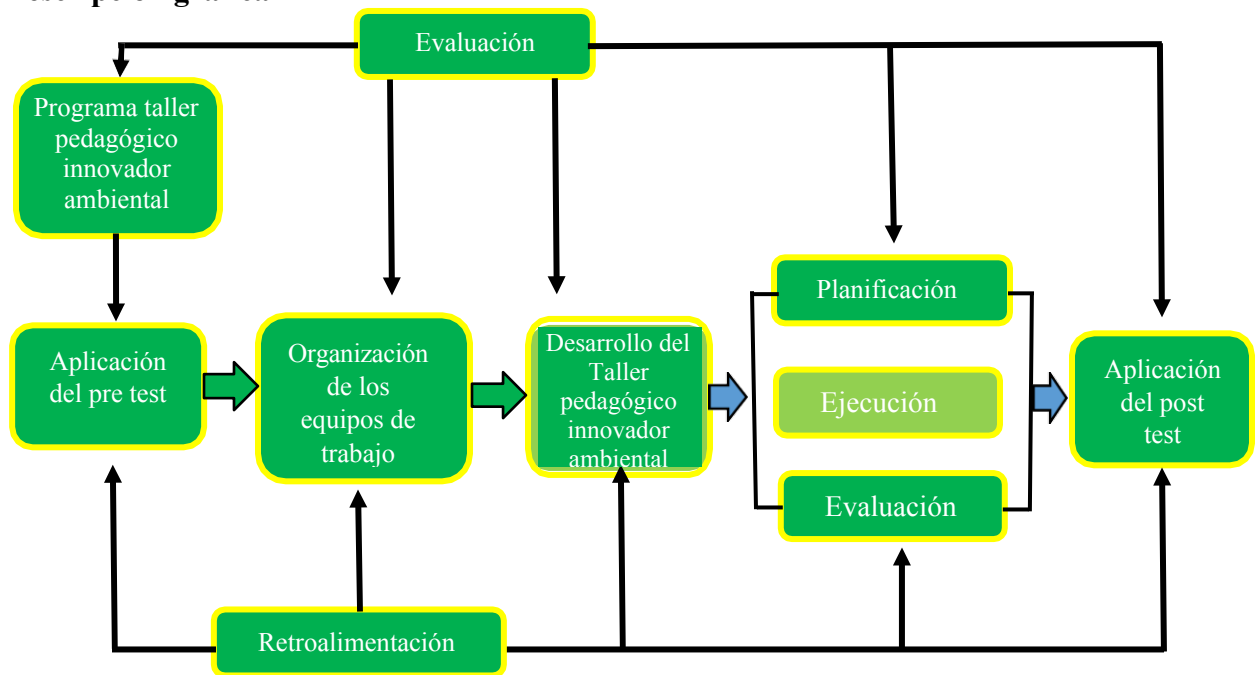 Evaluación
Programa taller
pedagógico
innovador
ambiental
Planificación
Aplicación
del pre test
Organización
de los
equipos de
trabajo
Desarrollo del
Taller
pedagógico
innovador
ambiental
Ejecución
Aplicación
del post
test
Evaluación
Retroalimentación